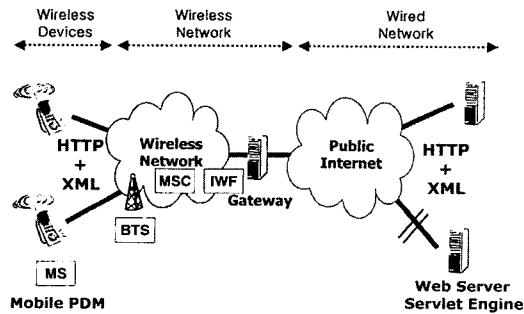 Wireless
Devices
Wireless
Network
Wired
Network
HTTP
+
XML
Wireless
Network
MSC
IWF
BTS
Gateway
Public
Internet
HTTP
+
XML
MS
Mobile PDM
Web Server
Servlet Engine